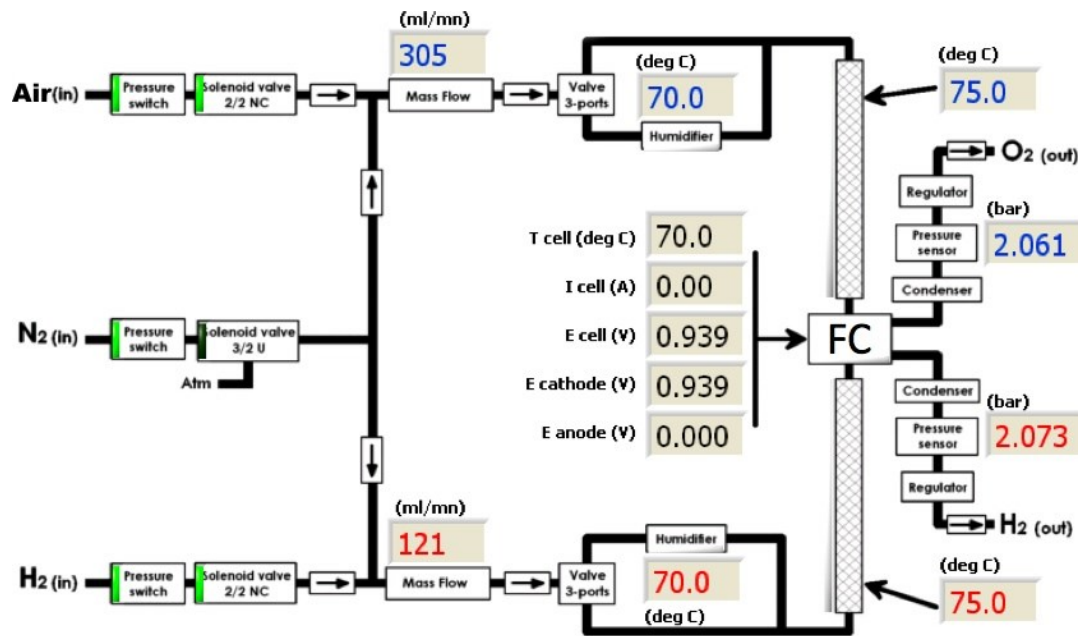 (ml/mn)
305
Air(in)
Pressure
switch
Solenoid valve
2/2 NC
Mass Flow
Valve
3-ports
(deg C)
70.0
Humidifier
(deg C)
75.0
O2 (out)
Regulator
(bar)
Pressure
sensor
2.061
Condenser
T cell (deg C) 70.0
I cell (A) 0.00
E cell (V) 0.939
E cathode (V) 0.939
E anode (V) 0.000
FC
N2 (in)
Pressure
switch
Solenoid valve
3/2 U
Atm
Condenser
(bar)
Pressure
sensor
2.073
Regulator
H2 (out)
(ml/mn)
121
H2 (in)
Pressure
switch
Solenoid valve
2/2 NC
Mass Flow
Valve
3-ports
Humidifier
70.0
(deg C)
(deg C)
75.0